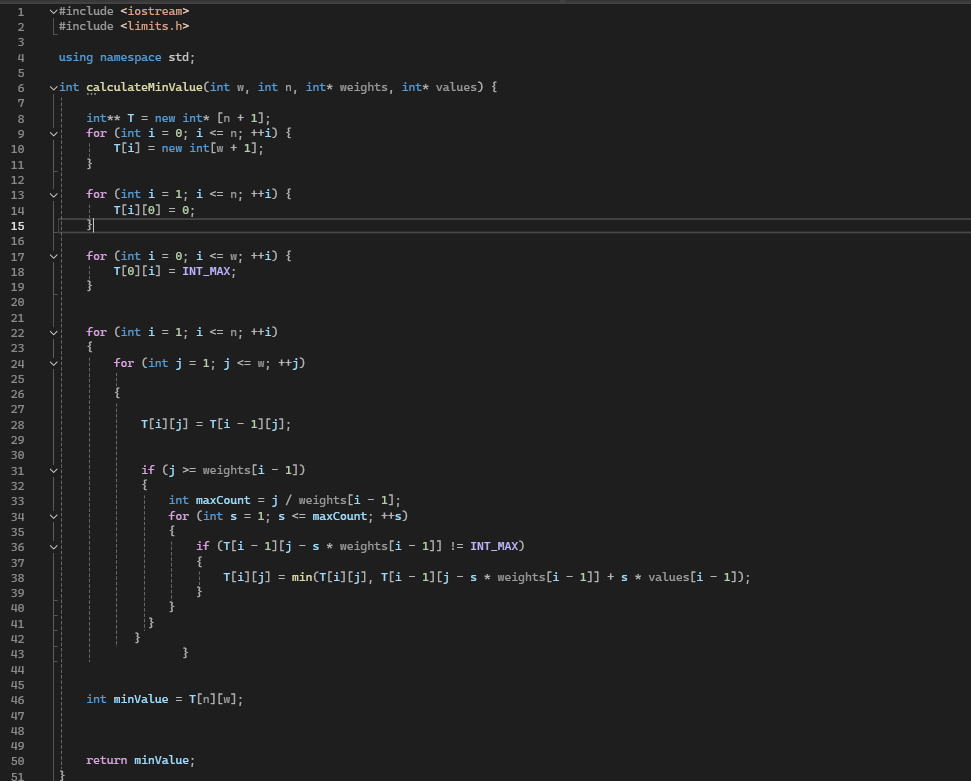 1 #include <iostream>
2 #include <limits.h>
3
4 using namespace std;
5
6 int calculateMinValue(int w, int n, int* weights, int* values) {
7
8 int** T = new int* [n + 1];
9 for (int i = 0; i <= n; ++i) {
10 T[i] = new int[w + 1];
11 }
12
13 for (int i = 1; i <= n; ++i) {
14 T[i][0] = 0;
15 }
16
17 for (int i = 0; i <= w; ++i) {
18 T[0][i] = INT_MAX;
19 }
20
21
22 for (int i = 1; i <= n; ++i)
23 {
24 for (int j = 1; j <= w; ++j)
25
26 {
27
28 T[i][j] = T[i - 1][j];
29
30
31 if (j >= weights[i - 1])
32 {
33 int maxCount = j / weights[i - 1];
34 for (int s = 1; s <= maxCount; ++s)
35 {
36 if (T[i - 1][j - s * weights[i - 1]] != INT_MAX)
37 {
38 T[i][j] = min(T[i][j], T[i - 1][j - s * weights[i - 1]] + s * values[i - 1]);
39 }
40 }
41 }
42 }
43 }
44
45
46 int minValue = T[n][w];
47
48
49
50 return minValue;
51 }